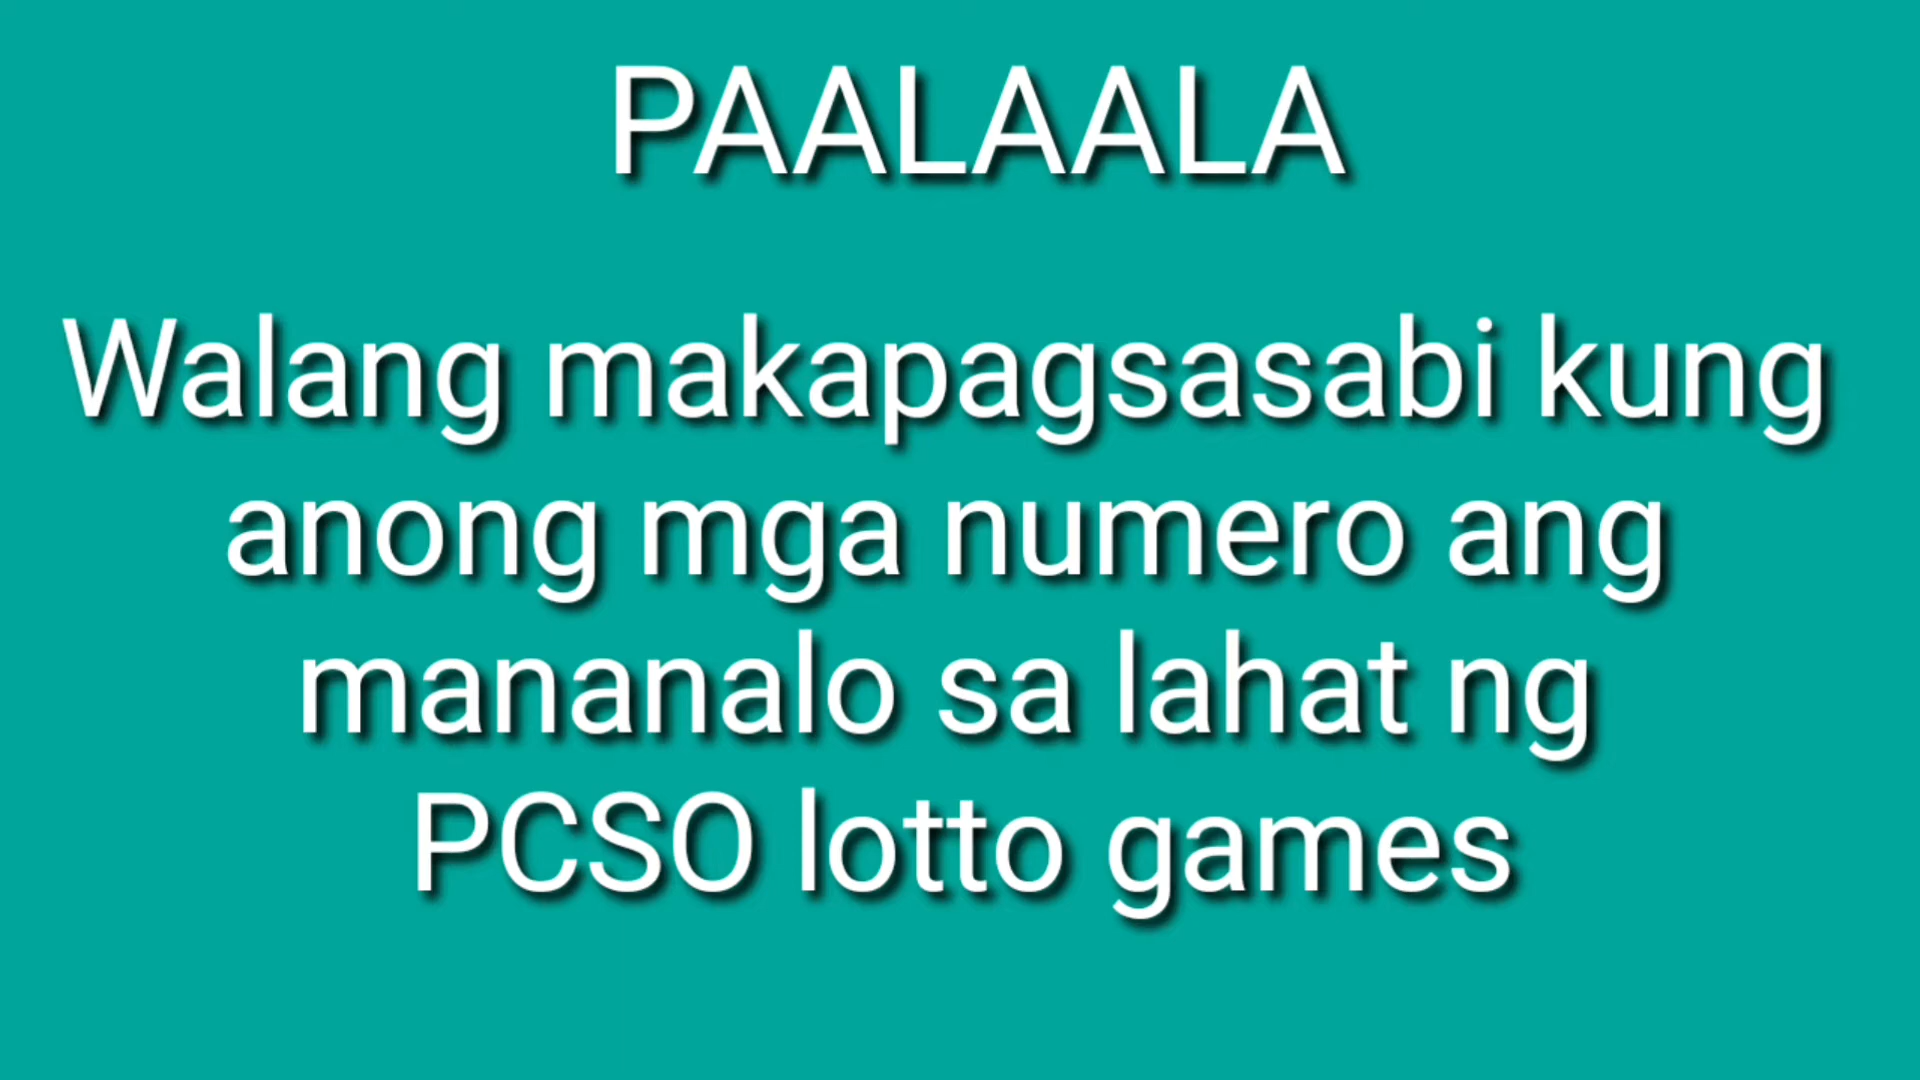 PAALAALA
Walang makapagsasabi kung
anong mga numero ang
mananalo sa lahat ng
PCSO lotto games